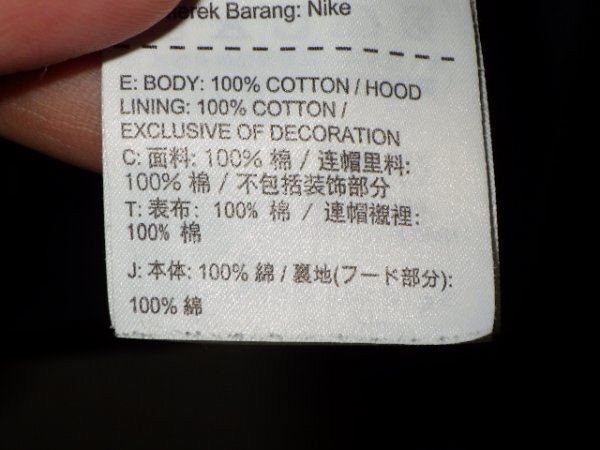 Merek Barang: Nike
E: BODY: 100% COTTON / HOOD
LINING: 100% COTTON /
EXCLUSIVE OF DECORATION
C: 面料: 100% 棉 / 连帽里料:
100% 棉 / 不包括装饰部分
T: 表布: 100% 棉 / 連帽襯裡:
100% 棉
J: 本体: 100% 綿 / 裏地(フード部分):
100% 綿